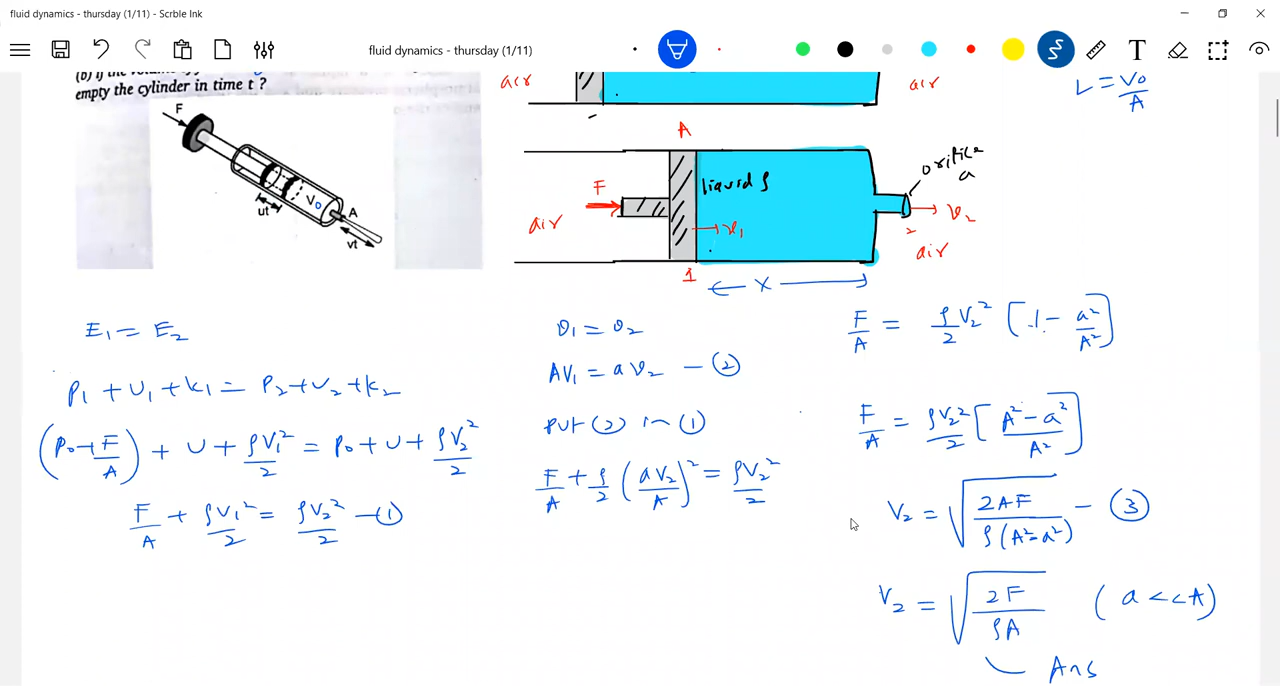 fluid dynamics - thursday (1/11) - Scrble Ink
fluid dynamics - thursday (1/11)
T
empty the cylinder in time t ?
F
ut
V₀
A
vt
air
air
L = V₀/A
A
F
liquid ρ
orifice
a
air
v₁
v₂
2
air
1
x
E₁ = E₂
P₁ + U₁ + K₁ = P₂ + U₂ + K₂
(P₀ + F/A) + U + ρV₁²/2 = P₀ + U + ρV₂²/2
F/A + ρV₁²/2 = ρV₂²/2 — ①
υ₁ = υ₂
AV₁ = aV₂ — ②
Put ② in ①
F/A + ρ/2 (aV₂/A)² = ρV₂²/2
F/A = ρV₂²/2 [1 - a²/A²]
F/A = ρV₂²/2 [A² - a²/A²]
V₂ = √2AF/ρ(A²-a²) — ③
V₂ = √2F/ρA (a <<A)
Ans